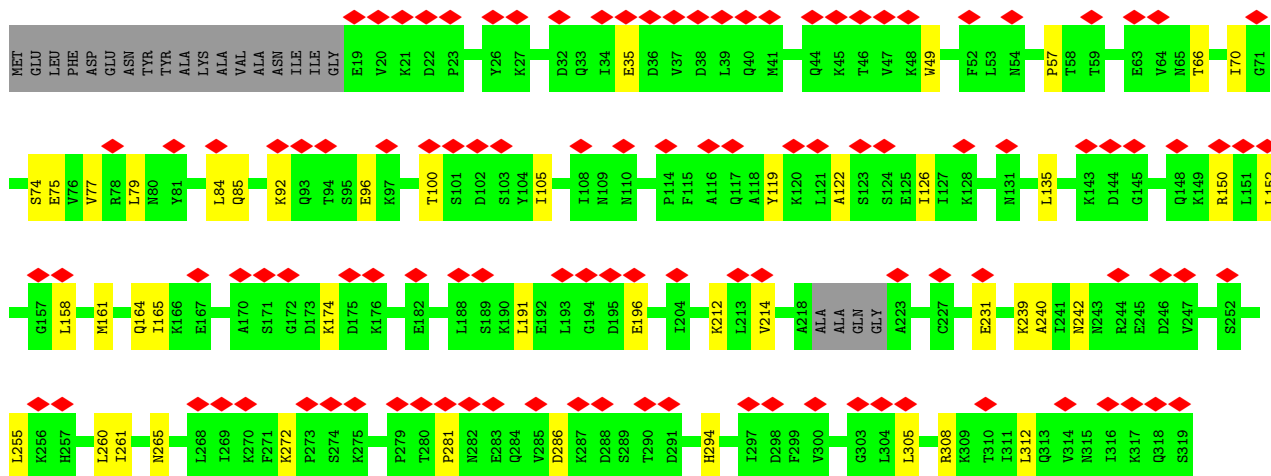 MET GLU LEU PHE ASP GLU ASN TYR TYR ALA LYS ALA VAL ALA ASN ILE ILE GLY E19 V20 K21 D22 P23 Y26 K27 D32 Q33 I34 E35 D36 V37 D38 L39 Q40 M41 Q44 K45 T46 V47 K48 W49 F52 L53 N54 P57 T58 T59 E63 V64 N65 T66 I70 G71
S74 E75 V76 V77 R78 L79 N80 Y81 L84 Q85 K92 Q93 T94 S95 E96 K97 T100 S101 D102 S103 Y104 I105 I108 N109 N110 P114 F115 A116 Q117 A118 Y119 K120 L121 A122 S123 S124 E125 I126 I127 K128 N131 L135 K143 D144 G145 Q148 K149 R150 L151 L152
G157 L158 M161 Q164 I165 K166 E167 A170 S171 G172 D173 K174 D175 K176 E182 L188 S189 K190 L191 E192 L193 G194 D195 E196 I204 K212 L213 V214 A218 ALA ALA GLN GLY A223 C227 E231 K239 A240 I241 N242 N243 R244 E245 D246 V247 S252
L255 K256 H257 L260 I261 N265 L268 I269 K270 F271 K272 P273 S274 K275 P279 T280 P281 N282 E283 Q284 V285 D286 K287 D288 S289 T290 D291 H294 I297 D298 F299 V300 G303 L304 L305 R308 K309 T310 I311 L312 Q313 V314 N315 I316 K317 Q318 S319